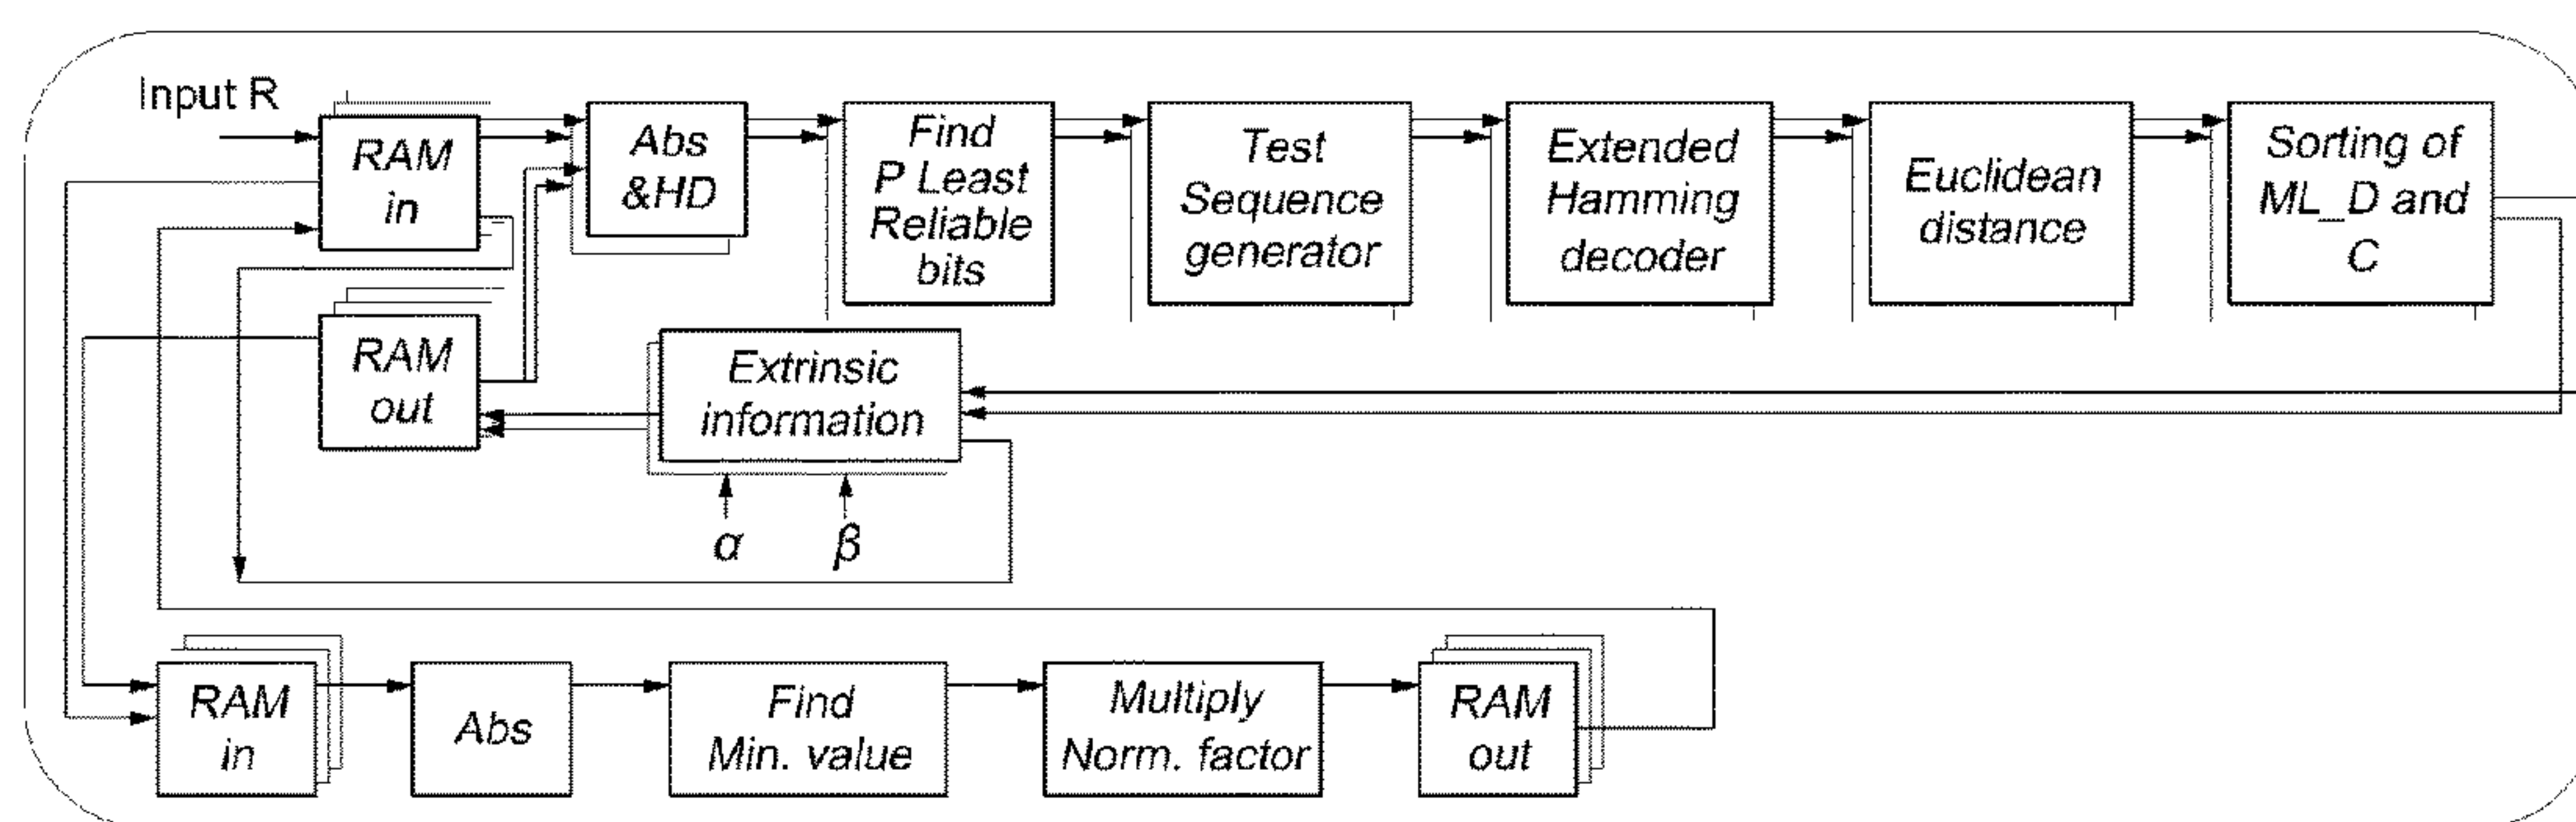 Input R
RAM
in
Abs
&HD
Find
P Least
Reliable
bits
Test
Sequence
generator
Extended
Hamming
decoder
Euclidean
distance
Sorting of
ML_D and
C
RAM
out
Extrinsic
information
α
β
RAM
in
Abs
Find
Min. value
Multiply
Norm. factor
RAM
out